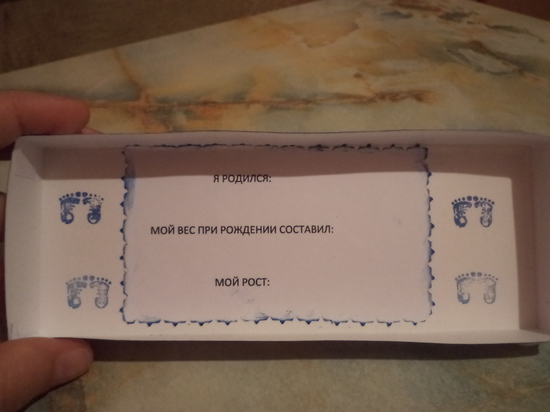 Я РОДИЛСЯ:
МОЙ ВЕС ПРИ РОЖДЕНИИ СОСТАВИЛ:
МОЙ РОСТ: